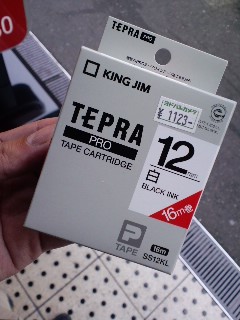 TEPRA
PRO
KING JIM
¥ 1123-
TEPRA
PRO
TAPE CARTRIDGE
12mm
白
BLACK INK
16m巻
P
TAPE
16m
SS12KL